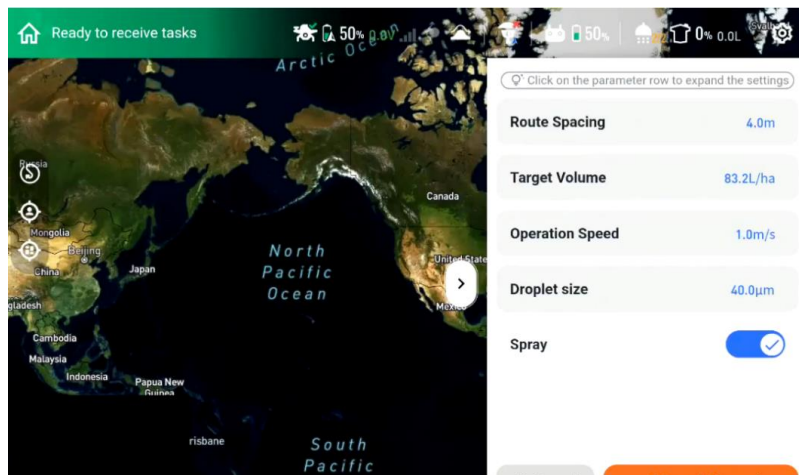 Ready to receive tasks
50% 0.0V
50%
0% 0.0L
Svalb
Arctic Ocean
Click on the parameter row to expand the settings
Route Spacing
4.0m
Target Volume
83.2L/ha
Operation Speed
1.0m/s
Droplet size
40.0μm
Spray
Russia
Canada
Mongolia
Beijing
China
Japan
North
Pacific
Ocean
United State
Mexico
gladesh
Cambodia
Malaysia
Indonesia
Papua New
Guinea
risbane
South
Pacific